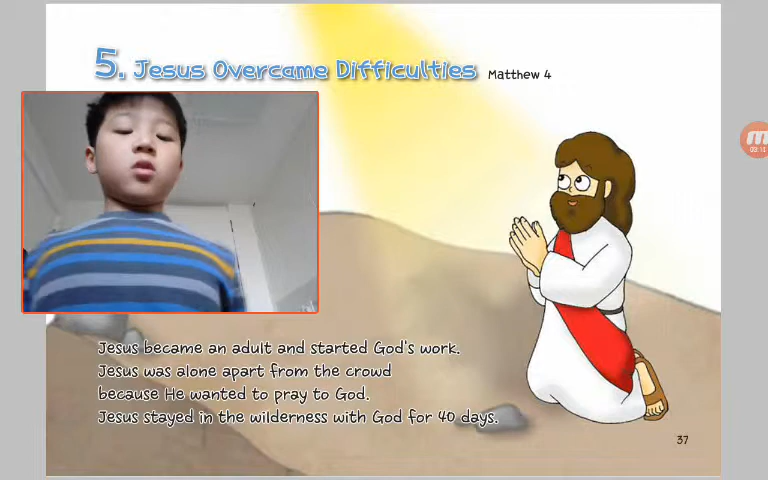 5. Jesus Overcame Difficulties Matthew 4
Jesus became an adult and started God's work.
Jesus was alone apart from the crowd
because He wanted to pray to God.
Jesus stayed in the wilderness with God for 40 days.
37